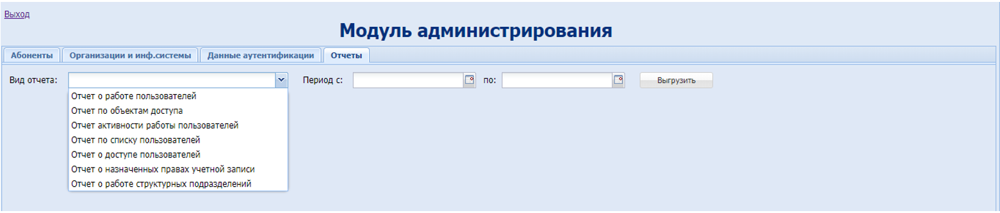 Выход
Модуль администрирования
Абоненты Организации и инф.системы Данные аутентификации Отчеты
Вид отчета: Период с: по: Выгрузить
Отчет о работе пользователей
Отчет по объектам доступа
Отчет активности работы пользователей
Отчет по списку пользователей
Отчет о доступе пользователей
Отчет о назначенных правах учетной записи
Отчет о работе структурных подразделений